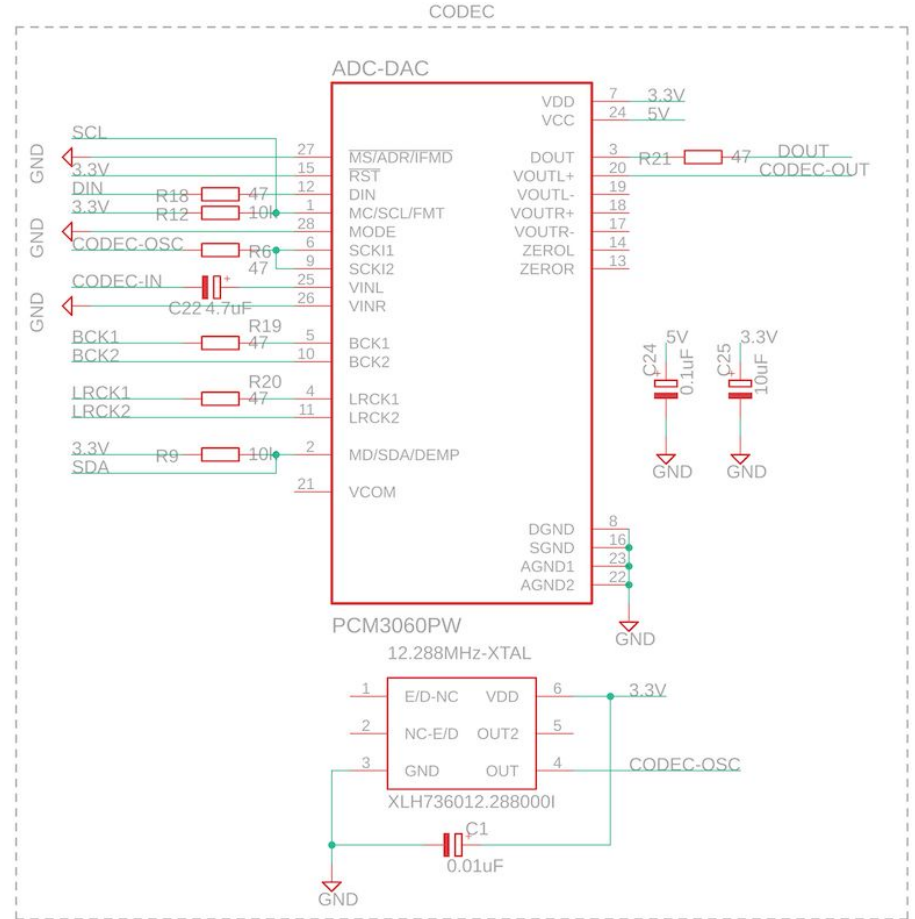 CODEC
ADC-DAC
SCL
GND
3.3V
DIN
3.3V
GND
CODEC-OSC
CODEC-IN
GND
R18 47
R12 10k
R6
47
C22 4.7uF
+
BCK1
BCK2
R19
47
LRCK1
LRCK2
R20
47
3.3V
SDA
R9 10k
27 MS/ADR/IFMD
15 RST
12 DIN
1 MC/SCL/FMT
28 MODE
6 SCKI1
9 SCKI2
25 VINL
26 VINR
5 BCK1
10 BCK2
4 LRCK1
11 LRCK2
2 MD/SDA/DEMP
21 VCOM
VDD 7 3.3V
VCC 24 5V
DOUT 3 R21 47 DOUT
VOUTL+ 20 CODEC-OUT
VOUTL- 19
VOUTR+ 18
VOUTR- 17
ZEROL 14
ZEROR 13
5V
C24
+
0.1uF
GND
3.3V
C25
+
10uF
GND
DGND 8
SGND 16
AGND1 23
AGND2 22
GND
PCM3060PW
12.288MHz-XTAL
1 E/D-NC VDD 6 3.3V
2 NC-E/D OUT2 5
3 GND OUT 4 CODEC-OSC
XLH736012.288000I
C1
+
0.01uF
GND